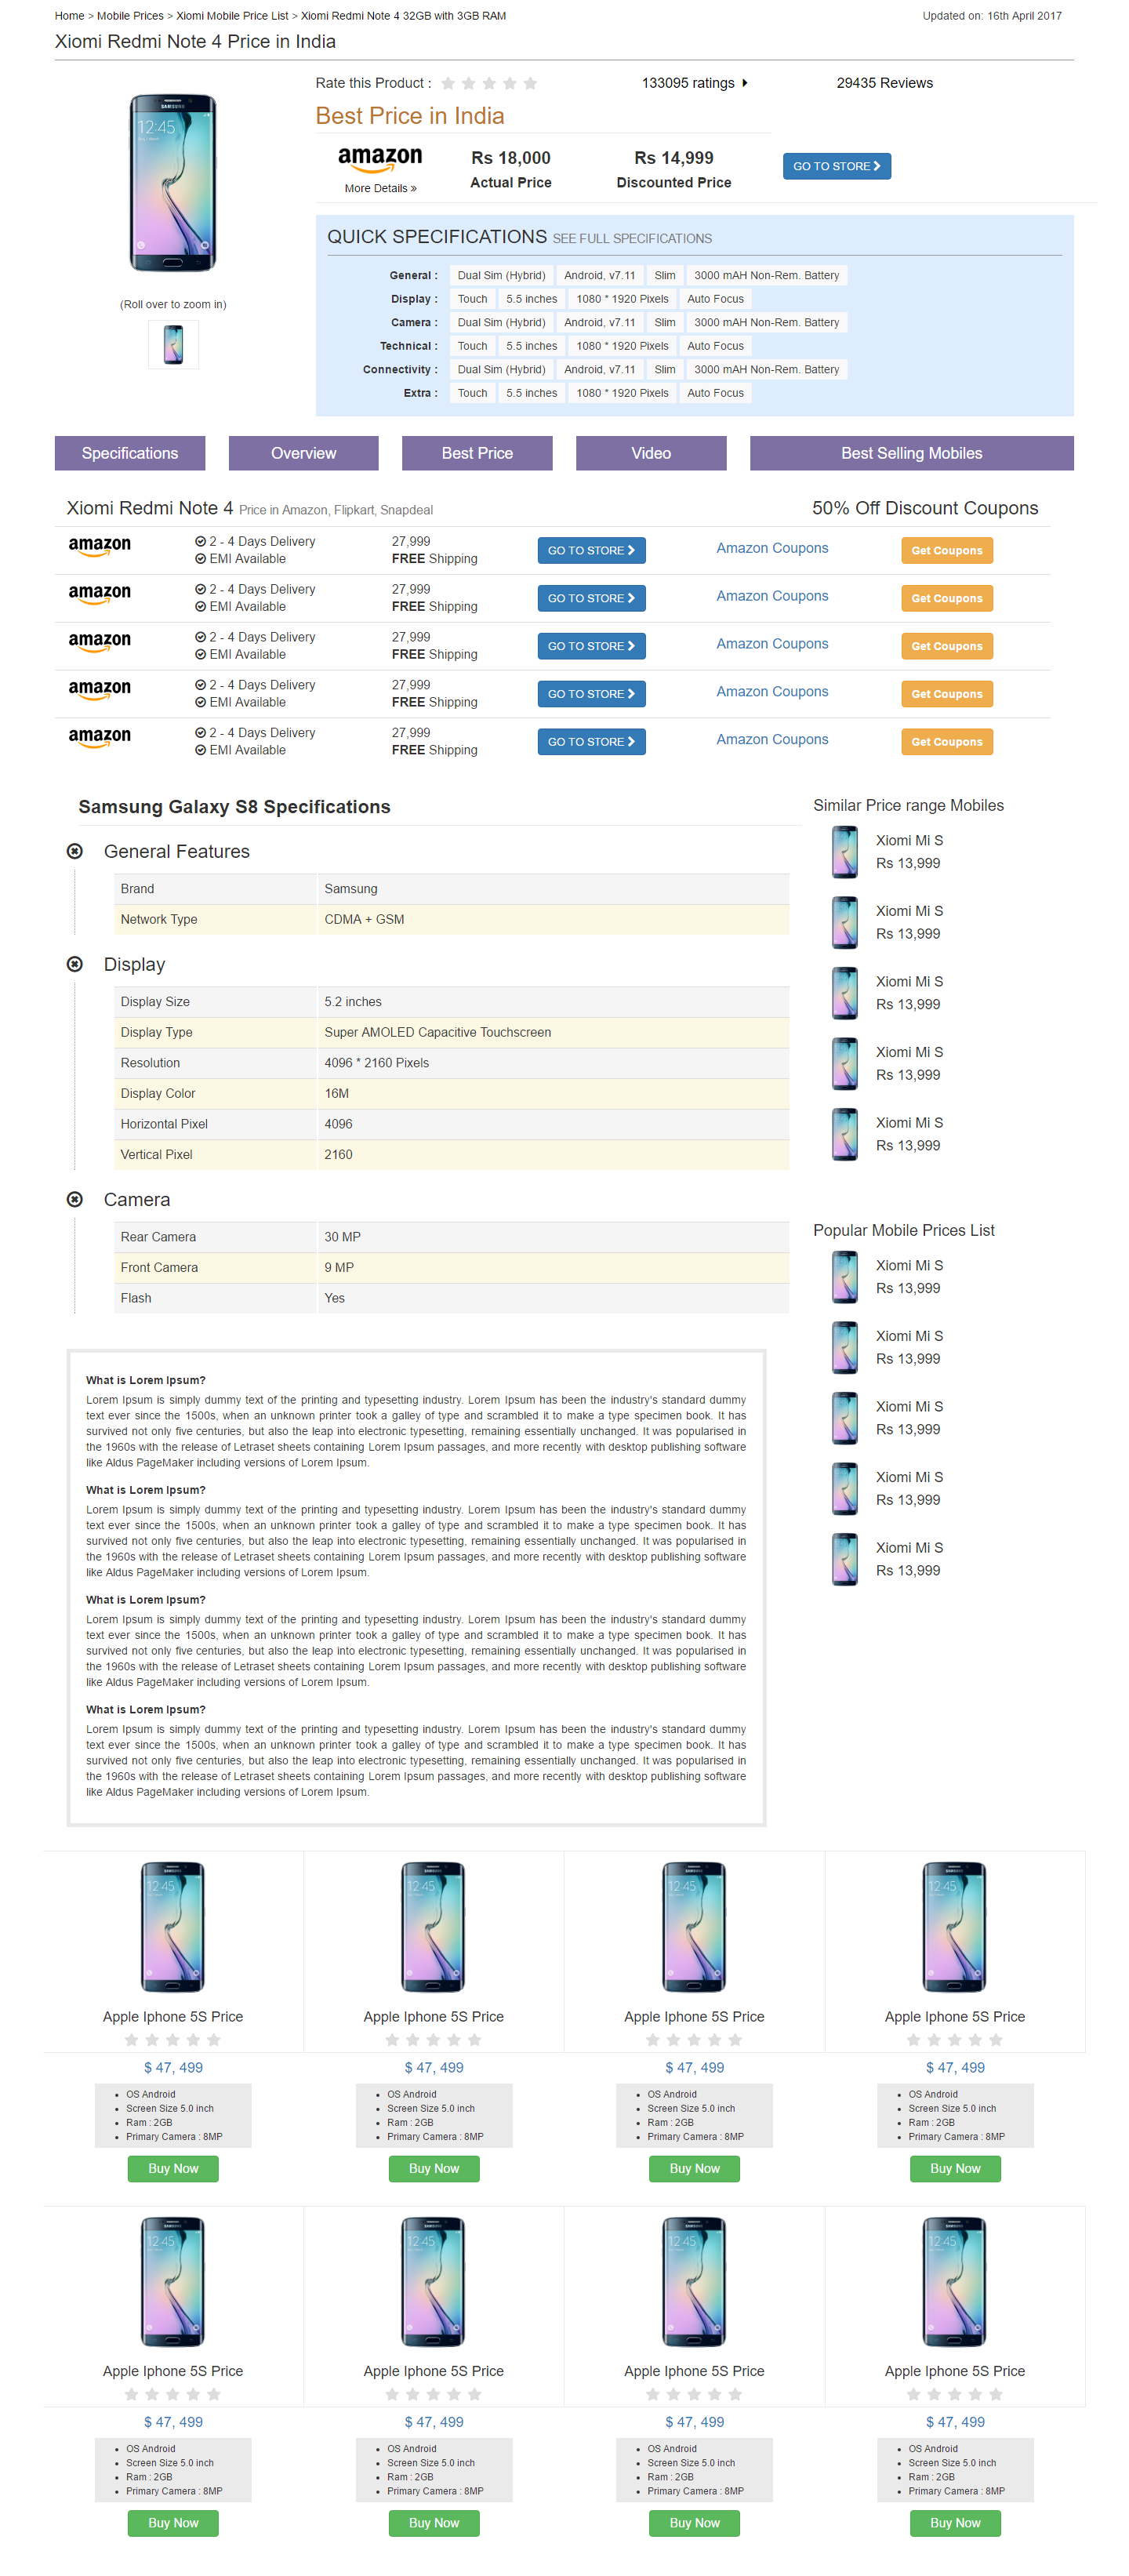 Home > Mobile Prices > Xiomi Mobile Price List > Xiomi Redmi Note 4 32GB with 3GB RAM
Updated on: 16th April 2017
Xiomi Redmi Note 4 Price in India
Rate this Product :
133095 ratings
29435 Reviews
Best Price in India
amazon
More Details »
Rs 18,000
Actual Price
Rs 14,999
Discounted Price
GO TO STORE
SAMSUNG
12:45
(Roll over to zoom in)
QUICK SPECIFICATIONS SEE FULL SPECIFICATIONS
General : Dual Sim (Hybrid) Android, v7.11 Slim 3000 mAH Non-Rem. Battery
Display : Touch 5.5 inches 1080 * 1920 Pixels Auto Focus
Camera : Dual Sim (Hybrid) Android, v7.11 Slim 3000 mAH Non-Rem. Battery
Technical : Touch 5.5 inches 1080 * 1920 Pixels Auto Focus
Connectivity : Dual Sim (Hybrid) Android, v7.11 Slim 3000 mAH Non-Rem. Battery
Extra : Touch 5.5 inches 1080 * 1920 Pixels Auto Focus
Specifications Overview Best Price Video Best Selling Mobiles
Xiomi Redmi Note 4 Price in Amazon, Flipkart, Snapdeal
50% Off Discount Coupons
amazon
2 - 4 Days Delivery
EMI Available
27,999
FREE Shipping
GO TO STORE
Amazon Coupons
Get Coupons
amazon
2 - 4 Days Delivery
EMI Available
27,999
FREE Shipping
GO TO STORE
Amazon Coupons
Get Coupons
amazon
2 - 4 Days Delivery
EMI Available
27,999
FREE Shipping
GO TO STORE
Amazon Coupons
Get Coupons
amazon
2 - 4 Days Delivery
EMI Available
27,999
FREE Shipping
GO TO STORE
Amazon Coupons
Get Coupons
amazon
2 - 4 Days Delivery
EMI Available
27,999
FREE Shipping
GO TO STORE
Amazon Coupons
Get Coupons
Samsung Galaxy S8 Specifications
General Features
Brand Samsung
Network Type CDMA + GSM
Display
Display Size 5.2 inches
Display Type Super AMOLED Capacitive Touchscreen
Resolution 4096 * 2160 Pixels
Display Color 16M
Horizontal Pixel 4096
Vertical Pixel 2160
Camera
Rear Camera 30 MP
Front Camera 9 MP
Flash Yes
Similar Price range Mobiles
Xiomi Mi S
Rs 13,999
Xiomi Mi S
Rs 13,999
Xiomi Mi S
Rs 13,999
Xiomi Mi S
Rs 13,999
Xiomi Mi S
Rs 13,999
Popular Mobile Prices List
Xiomi Mi S
Rs 13,999
Xiomi Mi S
Rs 13,999
Xiomi Mi S
Rs 13,999
Xiomi Mi S
Rs 13,999
Xiomi Mi S
Rs 13,999
What is Lorem Ipsum?
Lorem Ipsum is simply dummy text of the printing and typesetting industry. Lorem Ipsum has been the industry's standard dummy
text ever since the 1500s, when an unknown printer took a galley of type and scrambled it to make a type specimen book. It has
survived not only five centuries, but also the leap into electronic typesetting, remaining essentially unchanged. It was popularised in
the 1960s with the release of Letraset sheets containing Lorem Ipsum passages, and more recently with desktop publishing software
like Aldus PageMaker including versions of Lorem Ipsum.
What is Lorem Ipsum?
Lorem Ipsum is simply dummy text of the printing and typesetting industry. Lorem Ipsum has been the industry's standard dummy
text ever since the 1500s, when an unknown printer took a galley of type and scrambled it to make a type specimen book. It has
survived not only five centuries, but also the leap into electronic typesetting, remaining essentially unchanged. It was popularised in
the 1960s with the release of Letraset sheets containing Lorem Ipsum passages, and more recently with desktop publishing software
like Aldus PageMaker including versions of Lorem Ipsum.
What is Lorem Ipsum?
Lorem Ipsum is simply dummy text of the printing and typesetting industry. Lorem Ipsum has been the industry's standard dummy
text ever since the 1500s, when an unknown printer took a galley of type and scrambled it to make a type specimen book. It has
survived not only five centuries, but also the leap into electronic typesetting, remaining essentially unchanged. It was popularised in
the 1960s with the release of Letraset sheets containing Lorem Ipsum passages, and more recently with desktop publishing software
like Aldus PageMaker including versions of Lorem Ipsum.
What is Lorem Ipsum?
Lorem Ipsum is simply dummy text of the printing and typesetting industry. Lorem Ipsum has been the industry's standard dummy
text ever since the 1500s, when an unknown printer took a galley of type and scrambled it to make a type specimen book. It has
survived not only five centuries, but also the leap into electronic typesetting, remaining essentially unchanged. It was popularised in
the 1960s with the release of Letraset sheets containing Lorem Ipsum passages, and more recently with desktop publishing software
like Aldus PageMaker including versions of Lorem Ipsum.
12:45 12:45 12:45 12:45
Apple Iphone 5S Price Apple Iphone 5S Price Apple Iphone 5S Price Apple Iphone 5S Price
$ 47, 499 $ 47, 499 $ 47, 499 $ 47, 499
OS Android OS Android OS Android OS Android
Screen Size 5.0 inch Screen Size 5.0 inch Screen Size 5.0 inch Screen Size 5.0 inch
Ram : 2GB Ram : 2GB Ram : 2GB Ram : 2GB
Primary Camera : 8MP Primary Camera : 8MP Primary Camera : 8MP Primary Camera : 8MP
Buy Now Buy Now Buy Now Buy Now
12:45 12:45 12:45 12:45
Apple Iphone 5S Price Apple Iphone 5S Price Apple Iphone 5S Price Apple Iphone 5S Price
$ 47, 499 $ 47, 499 $ 47, 499 $ 47, 499
OS Android OS Android OS Android OS Android
Screen Size 5.0 inch Screen Size 5.0 inch Screen Size 5.0 inch Screen Size 5.0 inch
Ram : 2GB Ram : 2GB Ram : 2GB Ram : 2GB
Primary Camera : 8MP Primary Camera : 8MP Primary Camera : 8MP Primary Camera : 8MP
Buy Now Buy Now Buy Now Buy Now